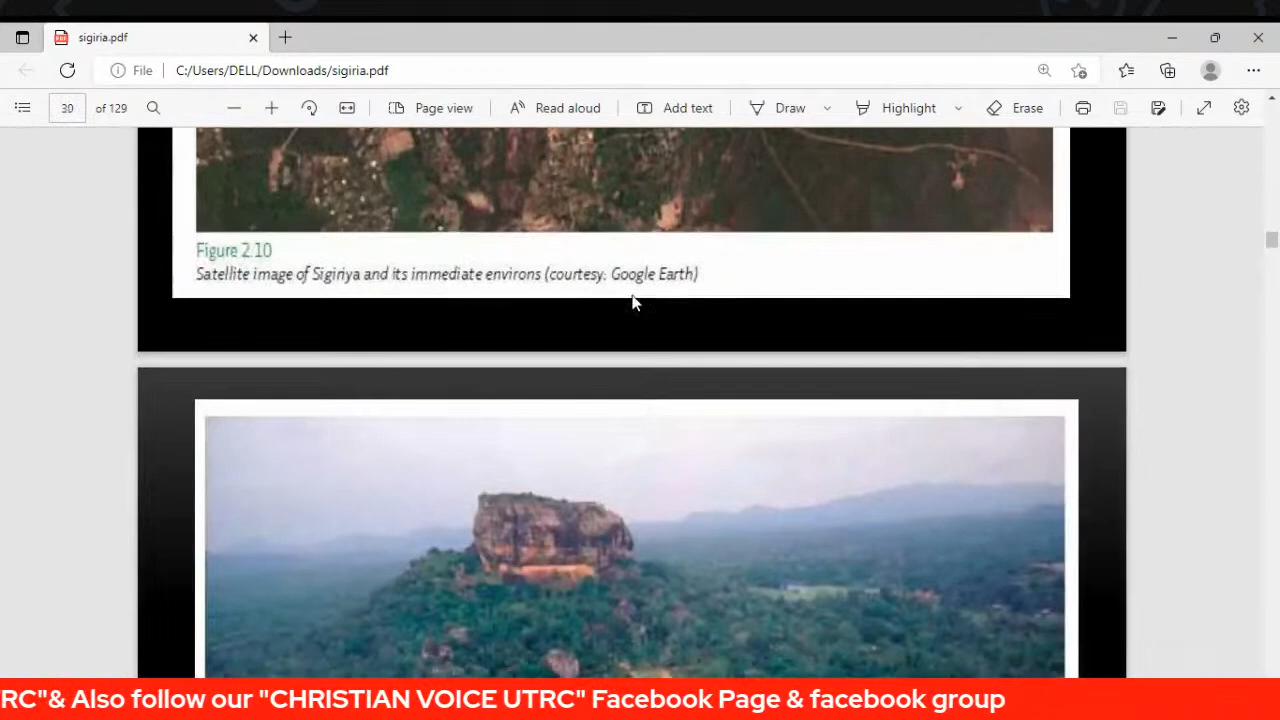 sigiria.pdf
File
C:/Users/DELL/Downloads/sigiria.pdf
30 of 129
Page view
Read aloud
Add text
Draw
Highlight
Erase
Figure 2.10
Satellite image of Sigiriya and its immediate environs (courtesy: Google Earth)
RC"& Also follow our "CHRISTIAN VOICE UTRC" Facebook Page & facebook group